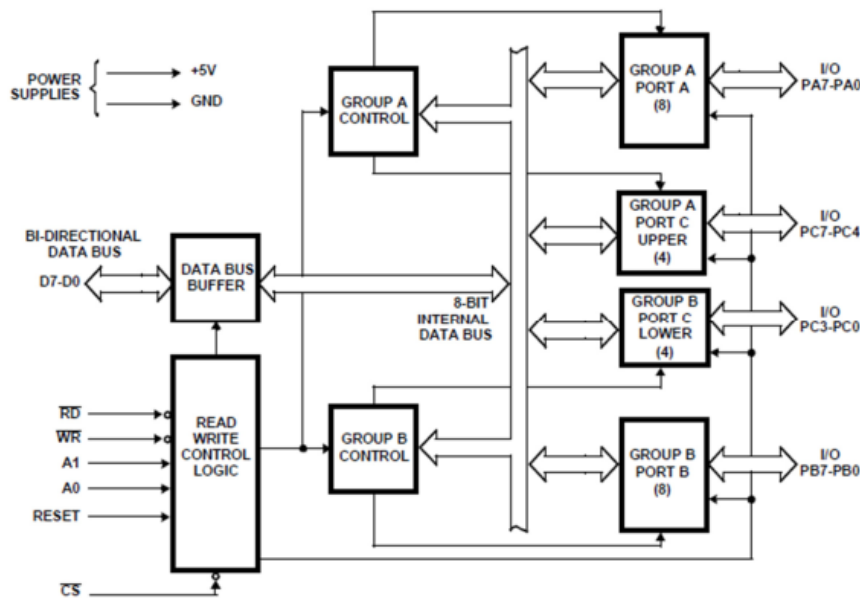 POWER
SUPPLIES
+5V
GND
GROUP A
CONTROL
GROUP A
PORT A
(8)
I/O
PA7-PA0
GROUP A
PORT C
UPPER
(4)
I/O
PC7-PC4
BI-DIRECTIONAL
DATA BUS
D7-D0
DATA BUS
BUFFER
8-BIT
INTERNAL
DATA BUS
GROUP B
PORT C
LOWER
(4)
I/O
PC3-PC0
RD
WR
A1
A0
RESET
CS
READ
WRITE
CONTROL
LOGIC
GROUP B
CONTROL
GROUP B
PORT B
(8)
I/O
PB7-PB0